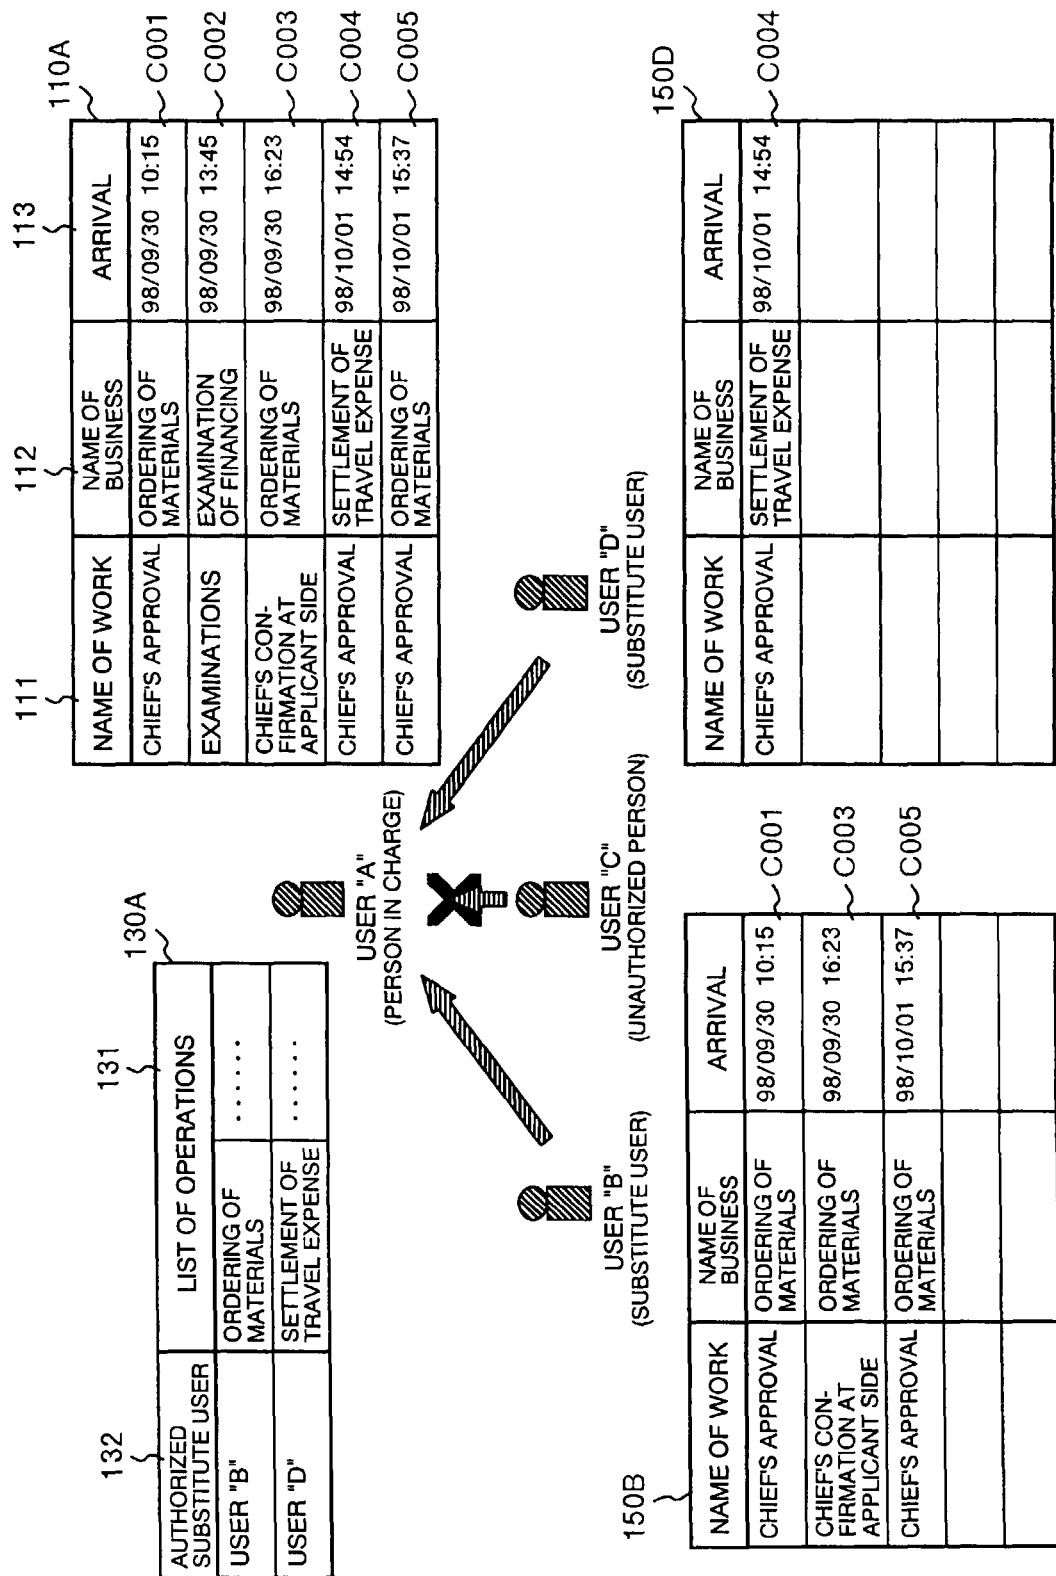 132
131
130A
AUTHORIZED
SUBSTITUTE USER
LIST OF OPERATIONS
USER "B"
ORDERING OF
MATERIALS
......
USER "D"
SETTLEMENT OF
TRAVEL EXPENSE
......
111
112
113
110A
NAME OF WORK
NAME OF
BUSINESS
ARRIVAL
CHIEF'S APPROVAL
ORDERING OF
MATERIALS
98/09/30 10:15
C001
EXAMINATIONS
EXAMINATION
OF FINANCING
98/09/30 13:45
C002
CHIEF'S CON-
FIRMATION AT
APPLICANT SIDE
ORDERING OF
MATERIALS
98/09/30 16:23
C003
CHIEF'S APPROVAL
SETTLEMENT OF
TRAVEL EXPENSE
98/10/01 14:54
C004
CHIEF'S APPROVAL
ORDERING OF
MATERIALS
98/10/01 15:37
C005
USER "A"
(PERSON IN CHARGE)
USER "B"
(SUBSTITUTE USER)
USER "C"
(UNAUTHORIZED PERSON)
USER "D"
(SUBSTITUTE USER)
150B
NAME OF WORK
NAME OF
BUSINESS
ARRIVAL
CHIEF'S APPROVAL
ORDERING OF
MATERIALS
98/09/30 10:15
C001
CHIEF'S CON-
FIRMATION AT
APPLICANT SIDE
ORDERING OF
MATERIALS
98/09/30 16:23
C003
CHIEF'S APPROVAL
ORDERING OF
MATERIALS
98/10/01 15:37
C005
150D
NAME OF WORK
NAME OF
BUSINESS
ARRIVAL
CHIEF'S APPROVAL
SETTLEMENT OF
TRAVEL EXPENSE
98/10/01 14:54
C004